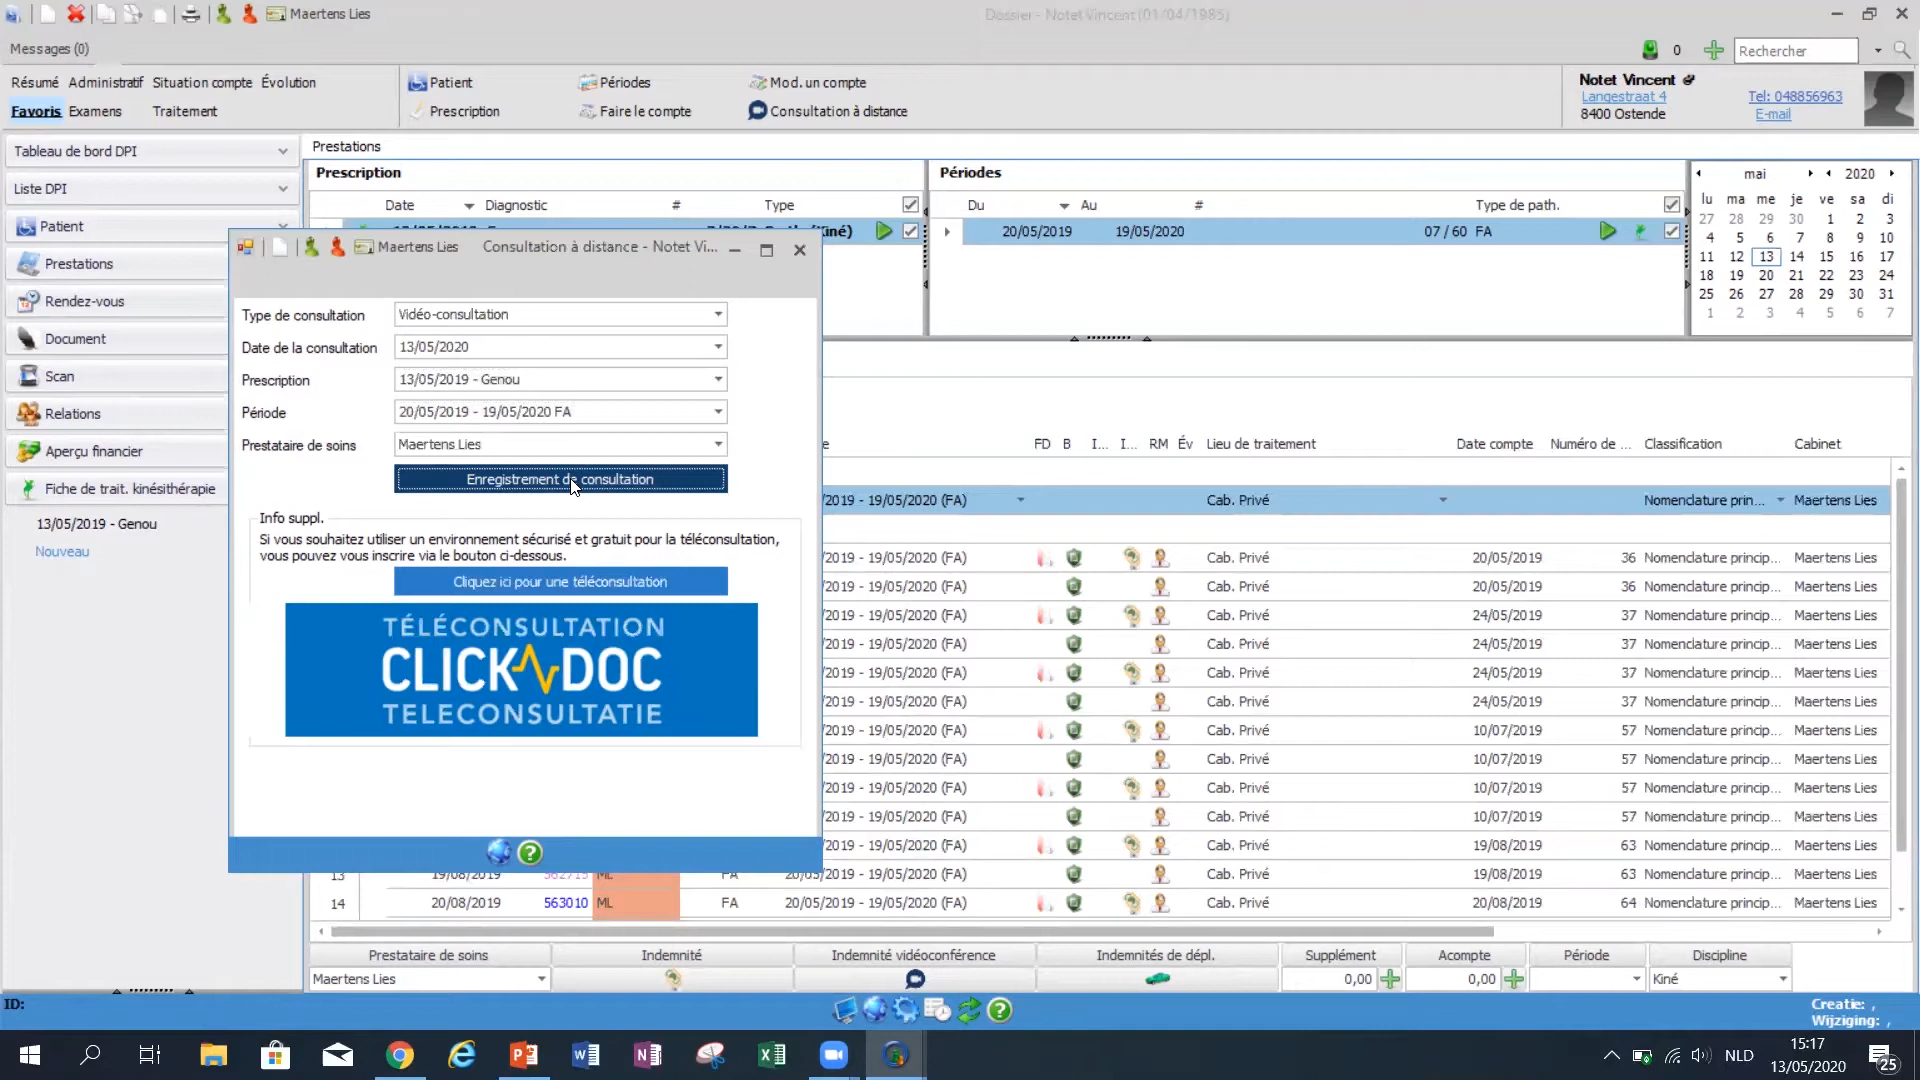 Maertens Lies
Dossier - Notet Vincent (01/04/1985)
Messages (0)
0
Rechercher
Résumé Administratif Situation compte Évolution
Favoris Examens Traitement
Patient Périodes Mod. un compte
Prescription Faire le compte Consultation à distance
Notet Vincent
Langestraat 4 Tel: 048856963
8400 Ostende E-mail
Tableau de bord DPI
Liste DPI
Patient
Prestations
Rendez-vous
Document
Scan
Relations
Aperçu financier
Fiche de trait. kinésithérapie
13/05/2019 - Genou
Nouveau
Prestations
Prescription
Date Diagnostic # Type
(Kiné)
Périodes
Du Au # Type de path.
20/05/2019 19/05/2020 07 / 60 FA
mai 2020
lu ma me je ve sa di
27 28 29 30 1 2 3
4 5 6 7 8 9 10
11 12 13 14 15 16 17
18 19 20 21 22 23 24
25 26 27 28 29 30 31
1 2 3 4 5 6 7
Maertens Lies Consultation à distance - Notet Vi...
Type de consultation Vidéo-consultation
Date de la consultation 13/05/2020
Prescription 13/05/2019 - Genou
Période 20/05/2019 - 19/05/2020 FA
Prestataire de soins Maertens Lies
Enregistrement de consultation
Info suppl.
Si vous souhaitez utiliser un environnement sécurisé et gratuit pour la téléconsultation,
vous pouvez vous inscrire via le bouton ci-dessous.
Cliquez ici pour une téléconsultation
TÉLÉCONSULTATION
CLICKDOC
TELECONSULTATIE
FD B I... I... RM Év Lieu de traitement Date compte Numéro de ... Classification Cabinet
/2019 - 19/05/2020 (FA) Cab. Privé Nomenclature prin... Maertens Lies
/2019 - 19/05/2020 (FA) Cab. Privé 20/05/2019 36 Nomenclature princip... Maertens Lies
/2019 - 19/05/2020 (FA) Cab. Privé 20/05/2019 36 Nomenclature princip... Maertens Lies
/2019 - 19/05/2020 (FA) Cab. Privé 24/05/2019 37 Nomenclature princip... Maertens Lies
/2019 - 19/05/2020 (FA) Cab. Privé 24/05/2019 37 Nomenclature princip... Maertens Lies
/2019 - 19/05/2020 (FA) Cab. Privé 24/05/2019 37 Nomenclature princip... Maertens Lies
/2019 - 19/05/2020 (FA) Cab. Privé 24/05/2019 37 Nomenclature princip... Maertens Lies
/2019 - 19/05/2020 (FA) Cab. Privé 10/07/2019 57 Nomenclature princip... Maertens Lies
/2019 - 19/05/2020 (FA) Cab. Privé 10/07/2019 57 Nomenclature princip... Maertens Lies
/2019 - 19/05/2020 (FA) Cab. Privé 10/07/2019 57 Nomenclature princip... Maertens Lies
/2019 - 19/05/2020 (FA) Cab. Privé 10/07/2019 57 Nomenclature princip... Maertens Lies
/2019 - 19/05/2020 (FA) Cab. Privé 19/08/2019 63 Nomenclature princip... Maertens Lies
13 19/08/2019 562715 ML FA 20/05/2019 - 19/05/2020 (FA) Cab. Privé 19/08/2019 63 Nomenclature princip... Maertens Lies
14 20/08/2019 563010 ML FA 20/05/2019 - 19/05/2020 (FA) Cab. Privé 20/08/2019 64 Nomenclature princip... Maertens Lies
Prestataire de soins Indemnité Indemnité vidéoconférence Indemnités de dépl. Supplément Acompte Période Discipline
Maertens Lies 0,00 0,00 Kiné
ID:
Creatie: ,
Wijziging: ,
NLD
15:17
13/05/2020
25